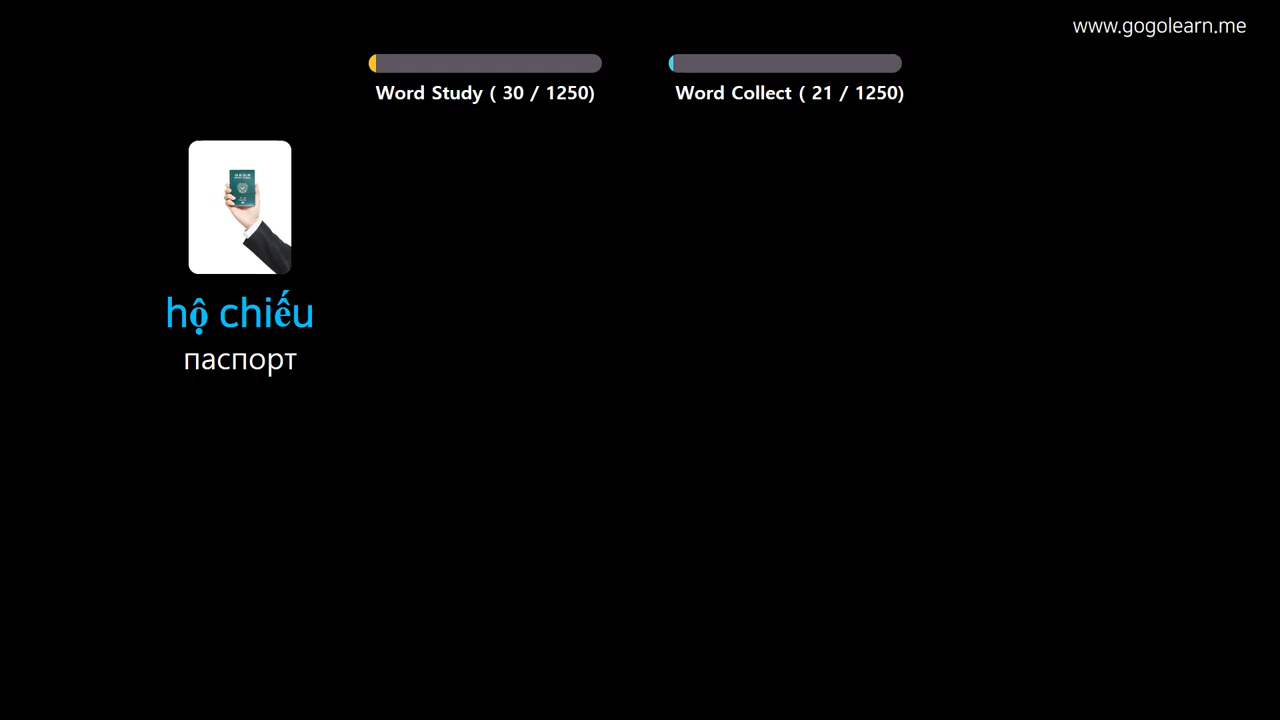 www.gogolearn.me
Word Study ( 30 / 1250)
Word Collect ( 21 / 1250)
hộ chiếu
паспорт